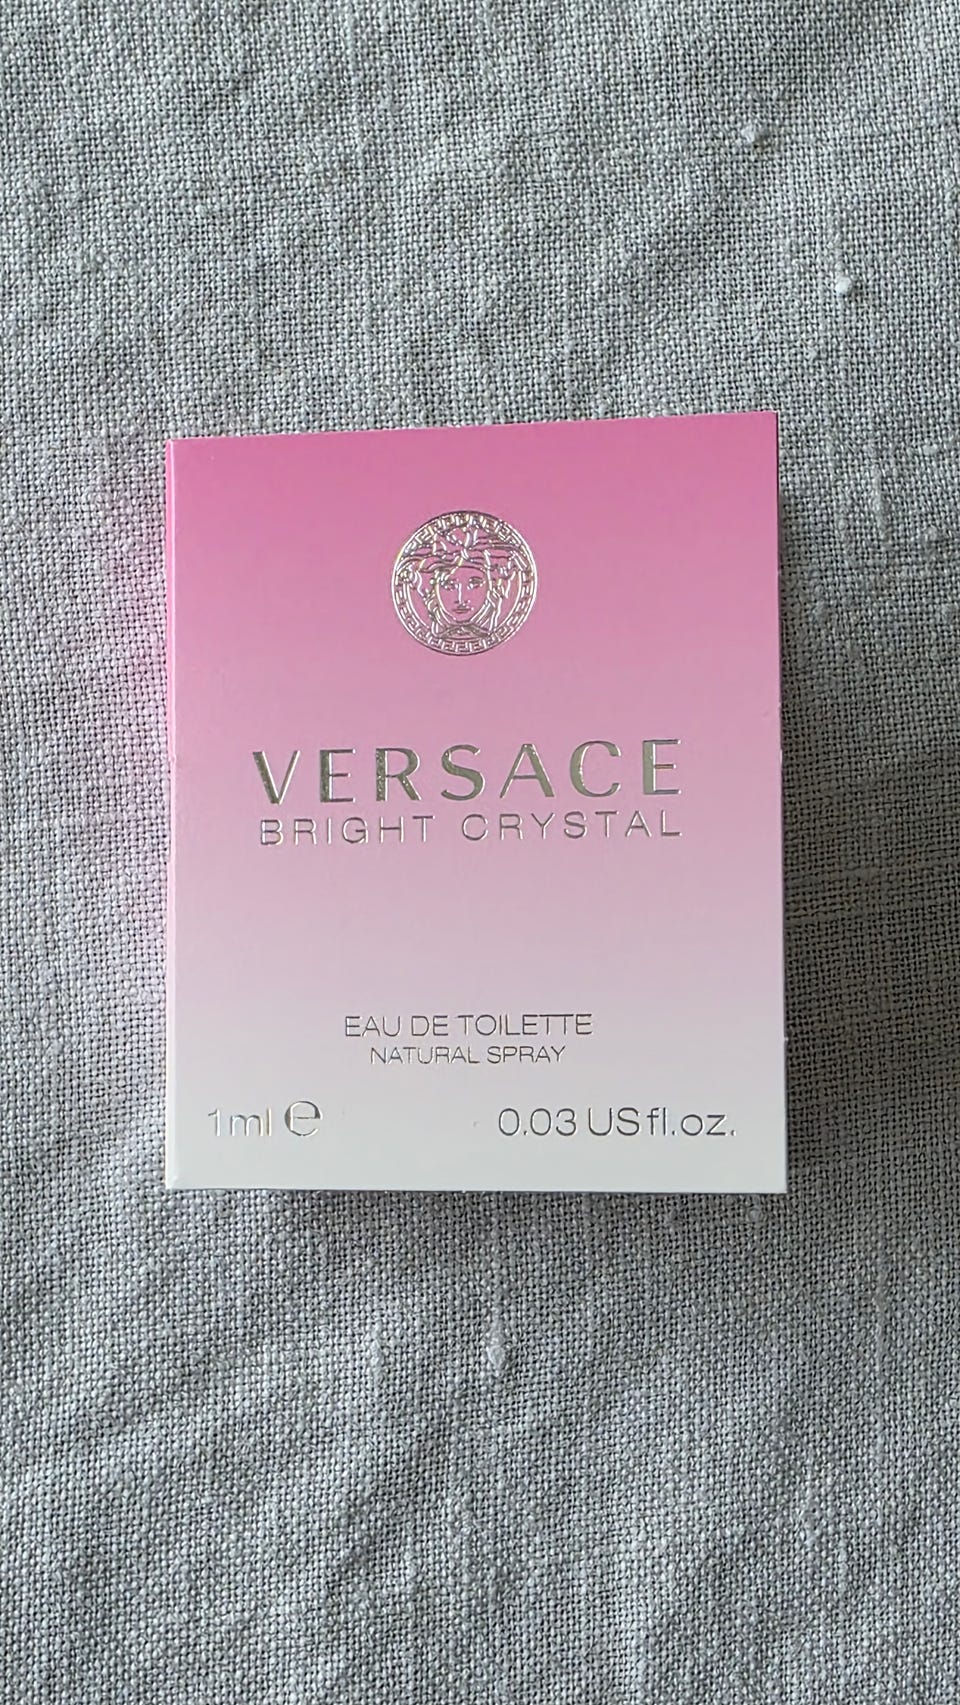 VERSACE
BRIGHT CRYSTAL
EAU DE TOILETTE
NATURAL SPRAY
1ml ℮ 0.03 US fl.oz.